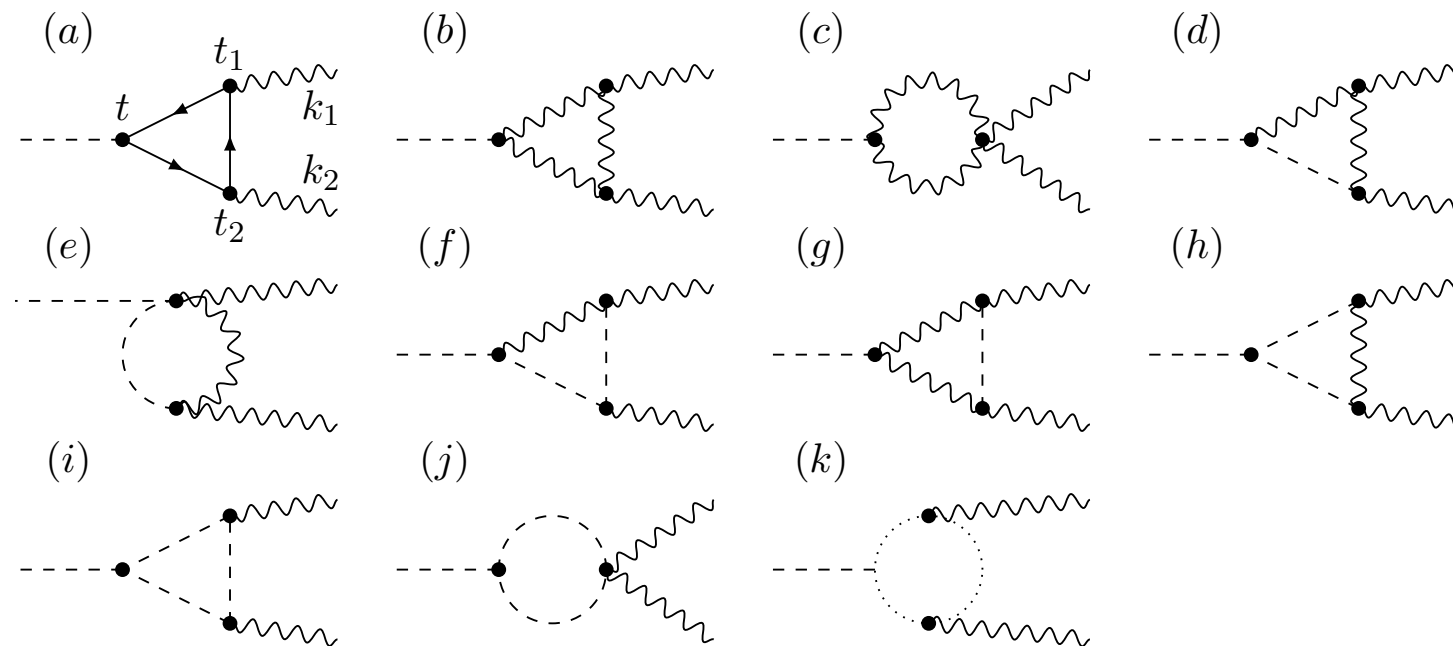 (a) (b) (c) (d)
t t₁ k₁ k₂ t₂
(e) (f) (g) (h)
(i) (j) (k)